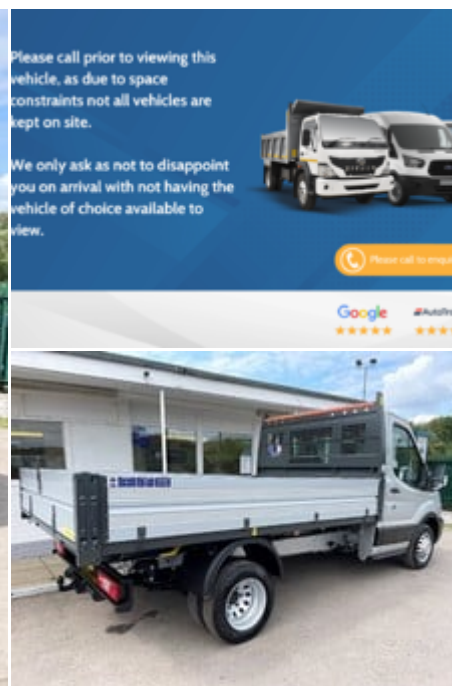 Please call prior to viewing this
vehicle, as due to space
constraints not all vehicles are
kept on site.
We only ask as not to disappoint
you on arrival with not having the
vehicle of choice available to
view.
Please call to enqui
Google
AutoTr